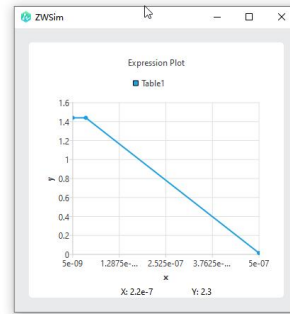 ZWSim
Expression Plot
Table1
1.6
1.4
1.2
1
0.8
0.6
0.4
0.2
0
y
5e-09 1.2875e-... 2.525e-07 3.7625e-... 5e-07
x
X: 2.2e-7 Y: 2.3